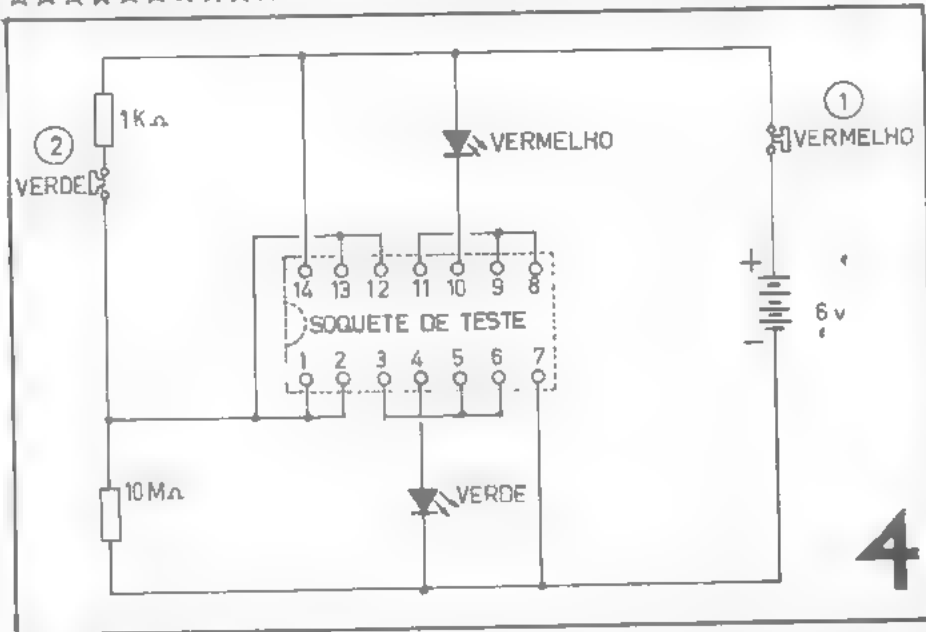 1KΩ
2
VERDE
VERMELHO
1
VERMELHO
14 13 12 11 10 9 8
SOQUETE DE TESTE
1 2 3 4 5 6 7
+
6v
-
10MΩ
VERDE
4